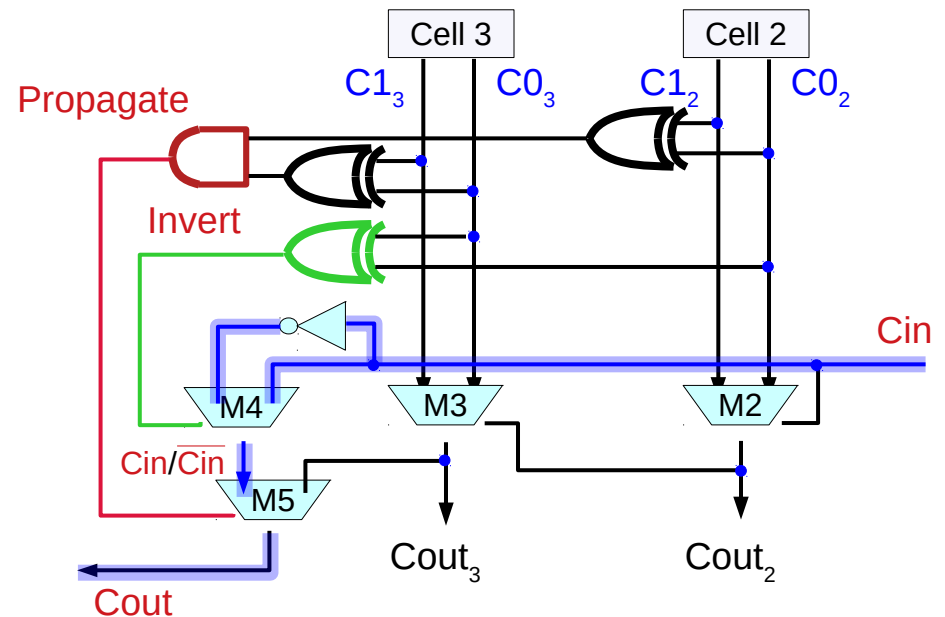 Cell 3
Cell 2
C1₃
C0₃
C1₂
C0₂
Propagate
Invert
Cin
M4
M3
M2
Cin/C̅i̅n̅
M5
Cout₃
Cout₂
Cout